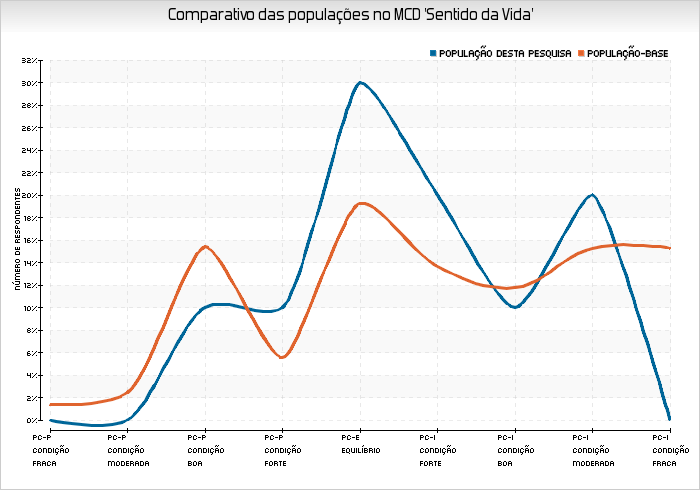 Comparativo das populações no MCD 'Sentido da Vida'
POPULAÇÃO DESTA PESQUISA POPULAÇÃO-BASE
NÚMERO DE RESPONDENTES
32%
30%
28%
26%
24%
22%
20%
18%
16%
14%
12%
10%
8%
6%
4%
2%
0%
PC-P CONDIÇÃO FRACA
PC-P CONDIÇÃO MODERADA
PC-P CONDIÇÃO BOA
PC-P CONDIÇÃO FORTE
PC-E EQUILÍBRIO
PC-I CONDIÇÃO FORTE
PC-I CONDIÇÃO BOA
PC-I CONDIÇÃO MODERADA
PC-I CONDIÇÃO FRACA